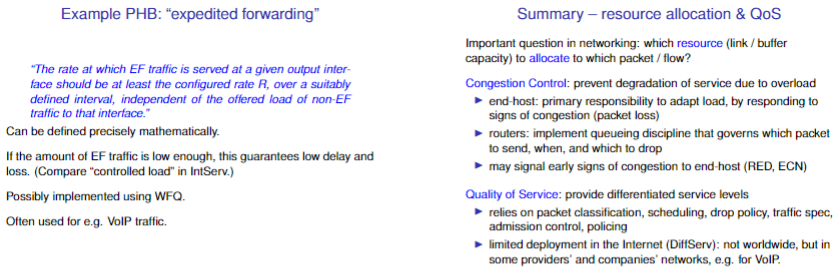 Example PHB: “expedited forwarding”
“The rate at which EF traffic is served at a given output inter-
face should be at least the configured rate R, over a suitably
defined interval, independent of the offered load of non-EF
traffic to that interface.”
Can be defined precisely mathematically.
If the amount of EF traffic is low enough, this guarantees low delay and
loss. (Compare “controlled load” in IntServ.)
Possibly implemented using WFQ.
Often used for e.g. VoIP traffic.
Summary – resource allocation & QoS
Important question in networking: which resource (link / buffer
capacity) to allocate to which packet / flow?
Congestion Control: prevent degradation of service due to overload
► end-host: primary responsibility to adapt load, by responding to
signs of congestion (packet loss)
► routers: implement queueing discipline that governs which packet
to send, when, and which to drop
► may signal early signs of congestion to end-host (RED, ECN)
Quality of Service: provide differentiated service levels
► relies on packet classification, scheduling, drop policy, traffic spec,
admission control, policing
► limited deployment in the Internet (DiffServ): not worldwide, but in
some providers' and companies' networks, e.g. for VoIP.